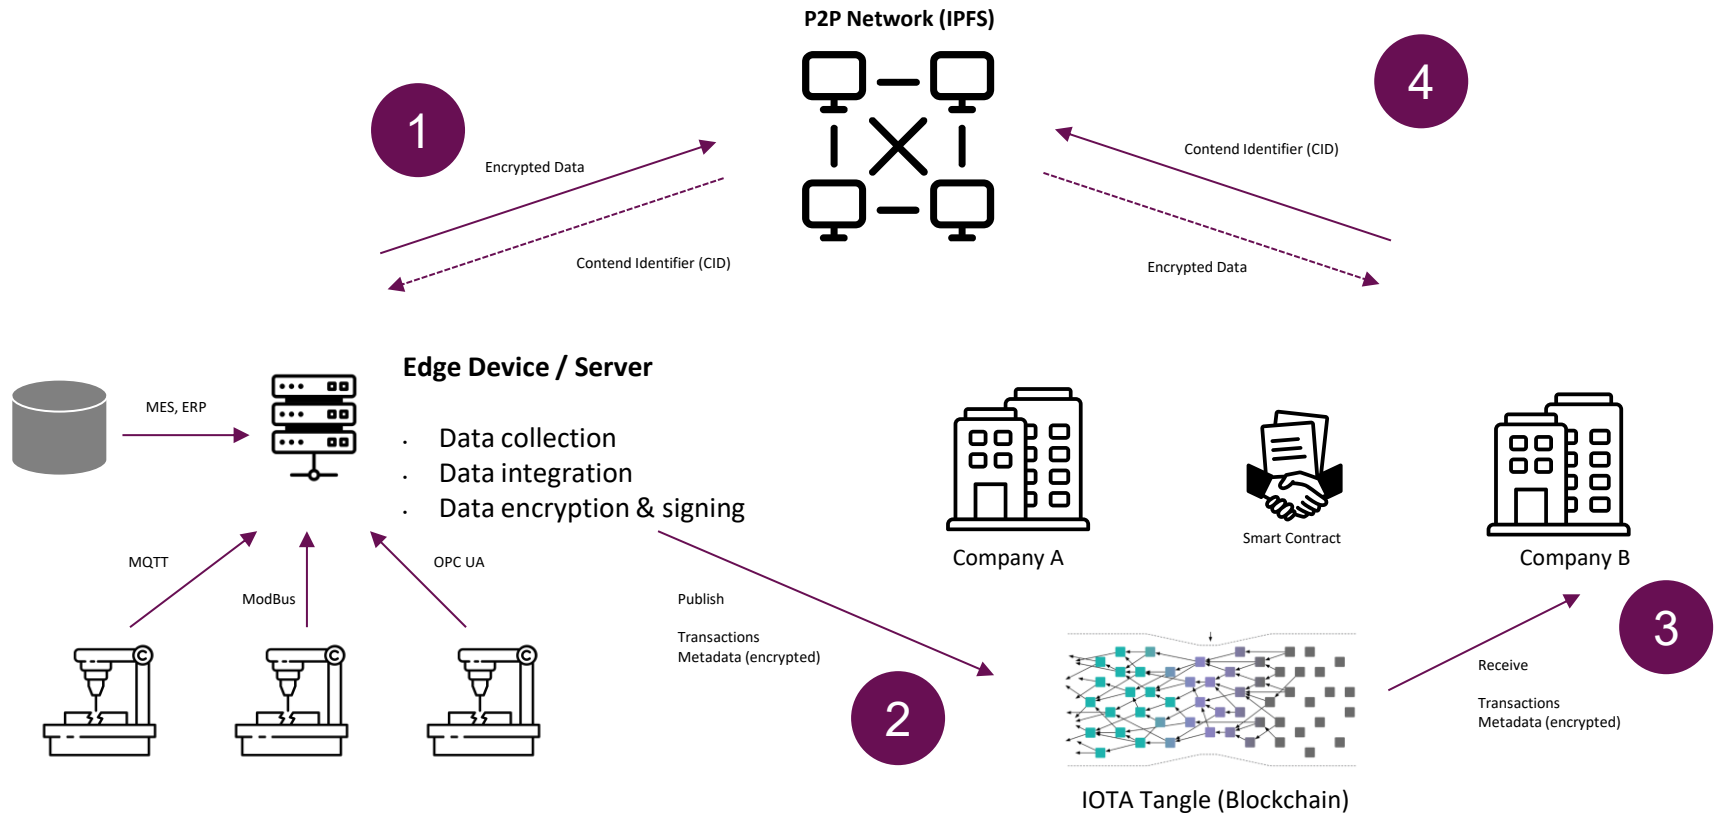 P2P Network (IPFS)
1
4
Encrypted Data
Contend Identifier (CID)
Contend Identifier (CID)
Encrypted Data
MES, ERP
Edge Device / Server
· Data collection
· Data integration
· Data encryption & signing
MQTT
ModBus
OPC UA
Company A
Smart Contract
Company B
Publish
Transactions
Metadata (encrypted)
2
3
Receive
Transactions
Metadata (encrypted)
IOTA Tangle (Blockchain)
C
C
C